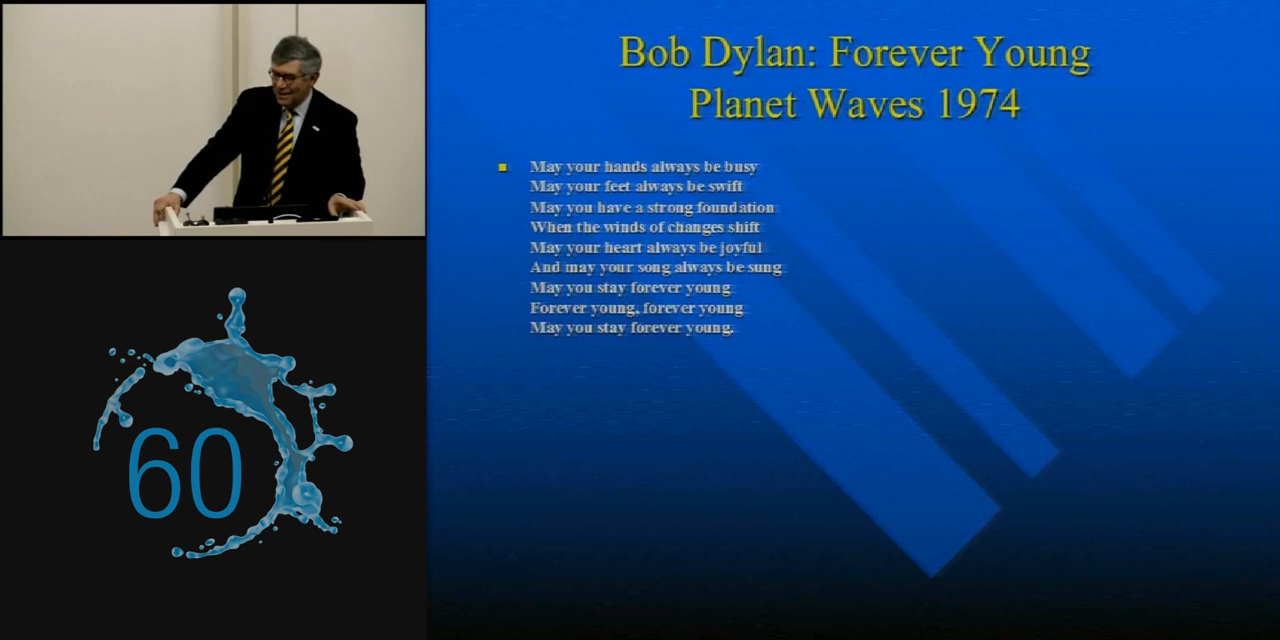 Bob Dylan: Forever Young
Planet Waves 1974
May your hands always be busy
May your feet always be swift
May you have a strong foundation
When the winds of changes shift
May your heart always be joyful
And may your song always be sung
May you stay forever young
Forever young, forever young
May you stay forever young.
60